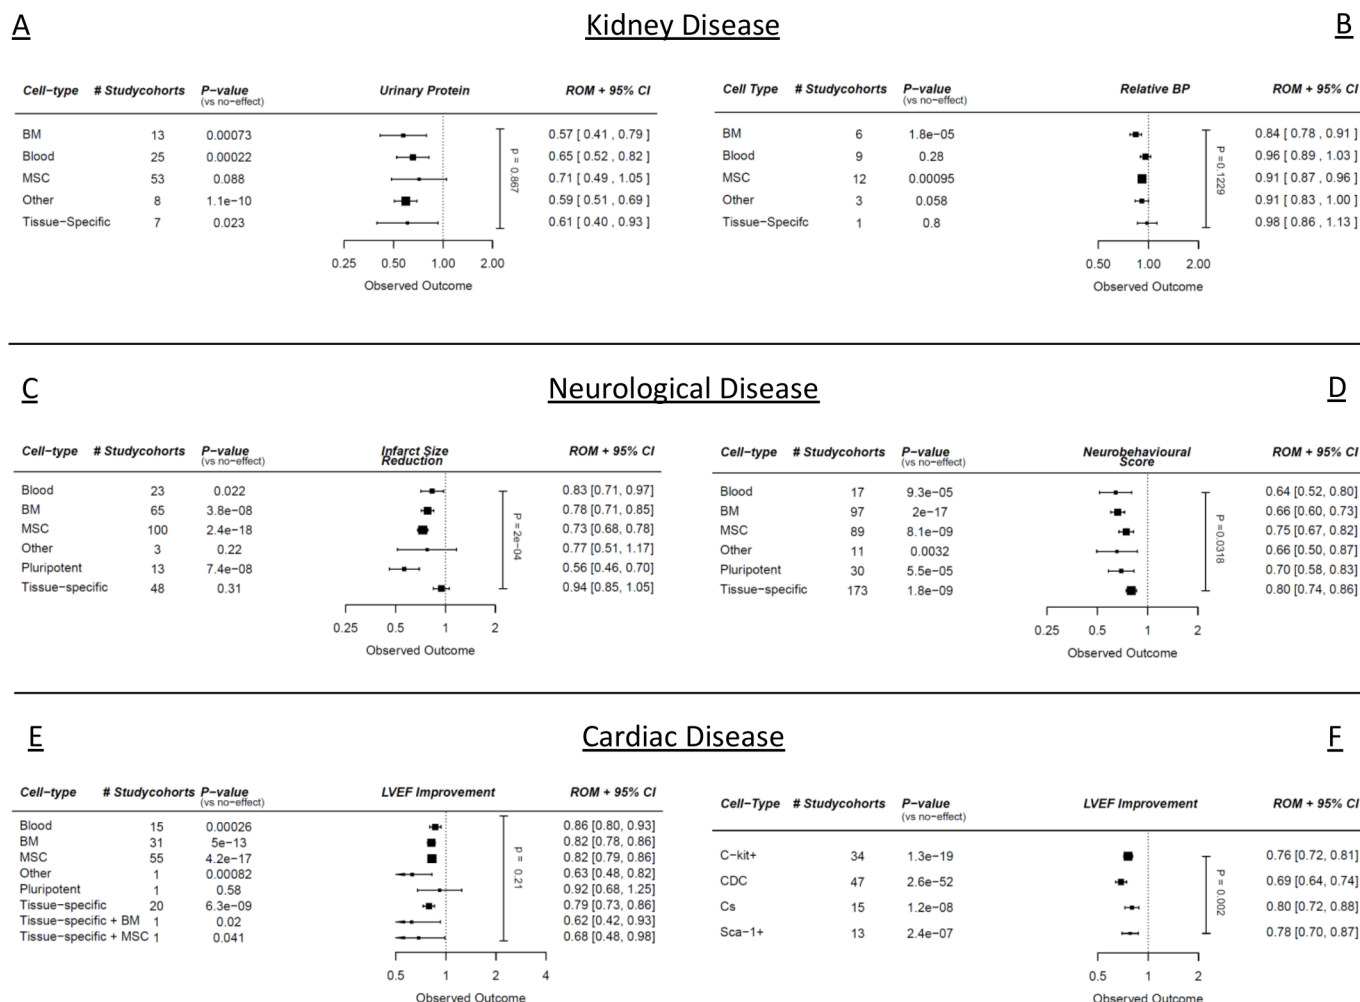 A Kidney Disease B
Cell-type # Studycohorts P-value (vs no-effect) Urinary Protein ROM + 95% CI
BM 13 0.00073 0.57 [ 0.41 , 0.79 ]
Blood 25 0.00022 0.65 [ 0.52 , 0.82 ]
MSC 53 0.088 0.71 [ 0.49 , 1.05 ]
Other 8 1.1e-10 0.59 [ 0.51 , 0.69 ]
Tissue-Specifc 7 0.023 0.61 [ 0.40 , 0.93 ]
p = 0.867
0.25 0.50 1.00 2.00
Observed Outcome
Cell Type # Studycohorts P-value (vs no-effect) Relative BP ROM + 95% CI
BM 6 1.8e-05 0.84 [ 0.78 , 0.91 ]
Blood 9 0.28 0.96 [ 0.89 , 1.03 ]
MSC 12 0.00095 0.91 [ 0.87 , 0.96 ]
Other 3 0.058 0.91 [ 0.83 , 1.00 ]
Tissue-Specifc 1 0.8 0.98 [ 0.86 , 1.13 ]
P =0.1229
0.50 1.00 2.00
Observed Outcome
C Neurological Disease D
Cell-type # Studycohorts P-value (vs no-effect) Infarct Size Reduction ROM + 95% CI
Blood 23 0.022 0.83 [0.71, 0.97]
BM 65 3.8e-08 0.78 [0.71, 0.85]
MSC 100 2.4e-18 0.73 [0.68, 0.78]
Other 3 0.22 0.77 [0.51, 1.17]
Pluripotent 13 7.4e-08 0.56 [0.46, 0.70]
Tissue-specific 48 0.31 0.94 [0.85, 1.05]
P = 2e-04
0.25 0.5 1 2
Observed Outcome
Cell-type # Studycohorts P-value (vs no-effect) Neurobehavioural Score ROM + 95% CI
Blood 17 9.3e-05 0.64 [0.52, 0.80]
BM 97 2e-17 0.66 [0.60, 0.73]
MSC 89 8.1e-09 0.75 [0.67, 0.82]
Other 11 0.0032 0.66 [0.50, 0.87]
Pluripotent 30 5.5e-05 0.70 [0.58, 0.83]
Tissue-specific 173 1.8e-09 0.80 [0.74, 0.86]
P =0.0318
0.25 0.5 1 2
Observed Outcome
E Cardiac Disease F
Cell-type # Studycohorts P-value (vs no-effect) LVEF Improvement ROM + 95% CI
Blood 15 0.00026 0.86 [0.80, 0.93]
BM 31 5e-13 0.82 [0.78, 0.86]
MSC 55 4.2e-17 0.82 [0.79, 0.86]
Other 1 0.00082 0.63 [0.48, 0.82]
Pluripotent 1 0.58 0.92 [0.68, 1.25]
Tissue-specific 20 6.3e-09 0.79 [0.73, 0.86]
Tissue-specific + BM 1 0.02 0.62 [0.42, 0.93]
Tissue-specific + MSC 1 0.041 0.68 [0.48, 0.98]
p = 0.21
0.5 1 2 4
Observed Outcome
Cell-Type # Studycohorts P-value (vs no-effect) LVEF Improvement ROM + 95% CI
C-kit+ 34 1.3e-19 0.76 [0.72, 0.81]
CDC 47 2.6e-52 0.69 [0.64, 0.74]
Cs 15 1.2e-08 0.80 [0.72, 0.88]
Sca-1+ 13 2.4e-07 0.78 [0.70, 0.87]
P = 0.002
0.5 1 2
Observed Outcome